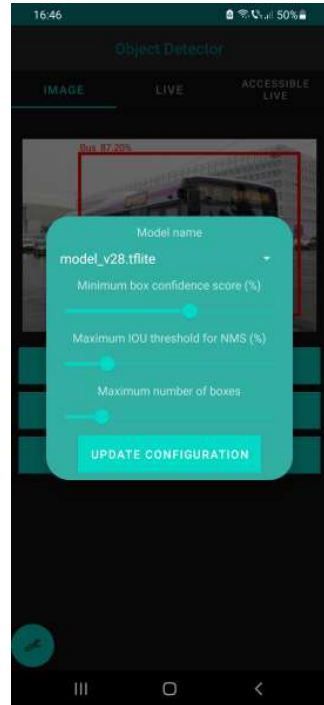 16:46
50%
Object Detector
IMAGE
LIVE
ACCESSIBLE
LIVE
Bus 87.20%
Model name
model_v28.tflite
Minimum box confidence
score (%)
Maximum IOU threshold for NMS (%)
Maximum number of boxes
UPDATE CONFIGURATION